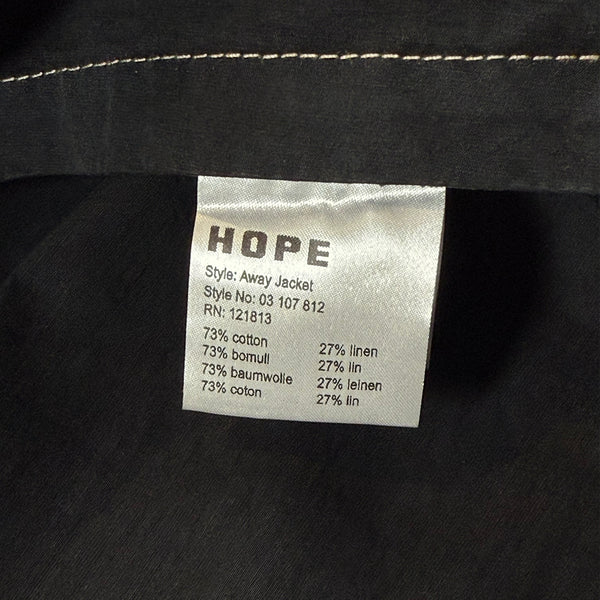 HOPE
Style: Away Jacket
Style No: 03 107 812
RN: 121813
73% cotton 27% linen
73% bomull 27% lin
73% baumwolle 27% leinen
73% coton 27% lin